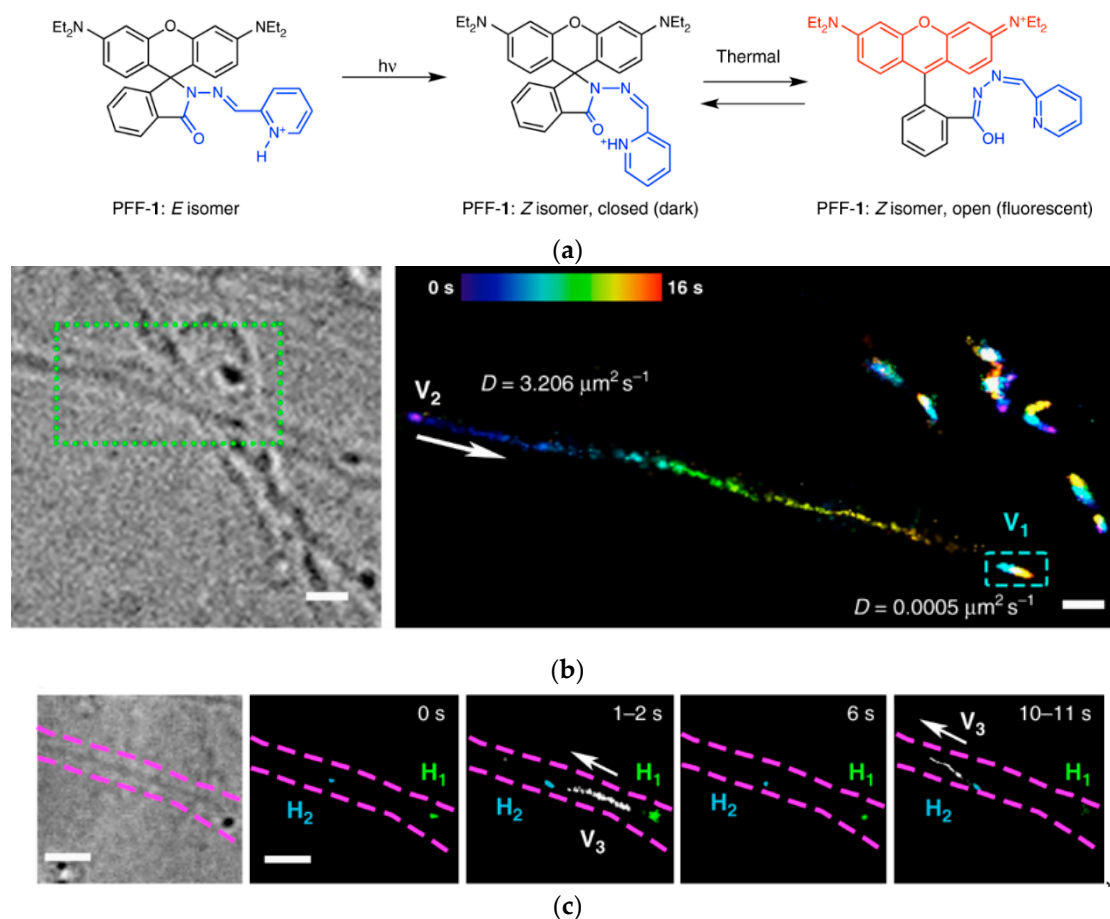 Et₂N O NEt₂
N-N
O
N⁺
H
hν
Et₂N O NEt₂
N N
O
⁺HN
Thermal
Et₂N O N⁺Et₂
N-N
OH N
PFF-1: E isomer
PFF-1: Z isomer, closed (dark)
PFF-1: Z isomer, open (fluorescent)
(a)
0 s 16 s
V₂
D = 3.206 μm² s⁻¹
V₁
D = 0.0005 μm² s⁻¹
(b)
0 s
H₁
H₂
1–2 s
H₁
H₂
V₃
6 s
H₁
H₂
10–11 s
V₃
(c)